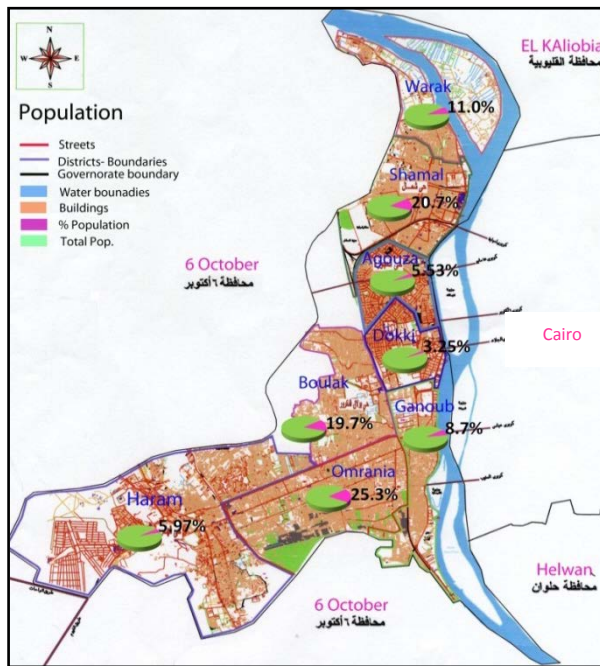 N
W E
S
EL KAliobia
محافظة القليوبية
Population
Streets
Districts- Boundaries
Governorate boundary
Water bounadies
Buildings
% Population
Total Pop.
Warak
11.0%
Shamal
20.7%
6 October
محافظة ٦ أكتوبر
Agouza
5.53%
Cairo
Dokki
3.25%
Boulak
19.7%
Ganoub
8.7%
Omrania
25.3%
Haram
5.97%
Helwan
محافظة حلوان
6 October
محافظة ٦ أكتوبر